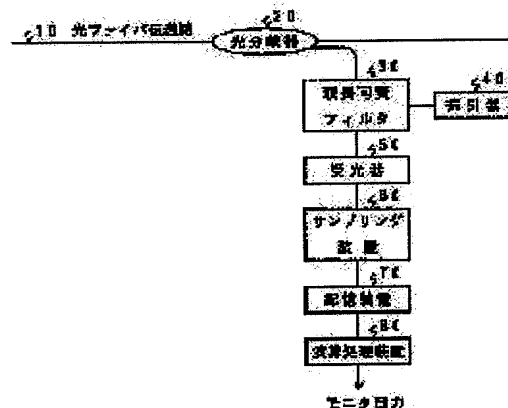 20
10 光ファイバ伝送路
光分岐器
30
40
波長可変
フィルタ
掃引器
50
受光器
60
サンプリング
装置
70
記憶装置
80
演算処理装置
モニタ出力